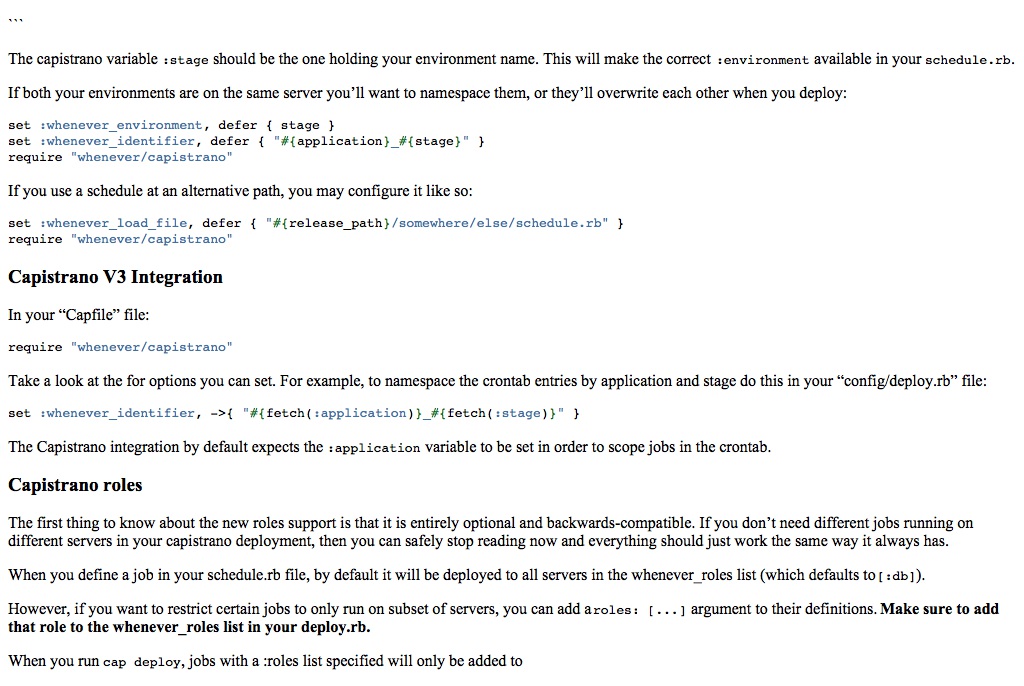 ```
The capistrano variable :stage should be the one holding your environment name. This will make the correct :environment available in your schedule.rb.
If both your environments are on the same server you’ll want to namespace them, or they’ll overwrite each other when you deploy:
set :whenever_environment, defer { stage }
set :whenever_identifier, defer { "#{application}_#{stage}" }
require "whenever/capistrano"
If you use a schedule at an alternative path, you may configure it like so:
set :whenever_load_file, defer { "#{release_path}/somewhere/else/schedule.rb" }
require "whenever/capistrano"
Capistrano V3 Integration
In your “Capfile” file:
require "whenever/capistrano"
Take a look at the for options you can set. For example, to namespace the crontab entries by application and stage do this in your “config/deploy.rb” file:
set :whenever_identifier, ->{ "#{fetch(:application)}_#{fetch(:stage)}" }
The Capistrano integration by default expects the :application variable to be set in order to scope jobs in the crontab.
Capistrano roles
The first thing to know about the new roles support is that it is entirely optional and backwards-compatible. If you don’t need different jobs running on
different servers in your capistrano deployment, then you can safely stop reading now and everything should just work the same way it always has.
When you define a job in your schedule.rb file, by default it will be deployed to all servers in the whenever_roles list (which defaults to [:db]).
However, if you want to restrict certain jobs to only run on subset of servers, you can add a roles: [...] argument to their definitions. Make sure to add
that role to the whenever_roles list in your deploy.rb.
When you run cap deploy, jobs with a :roles list specified will only be added to